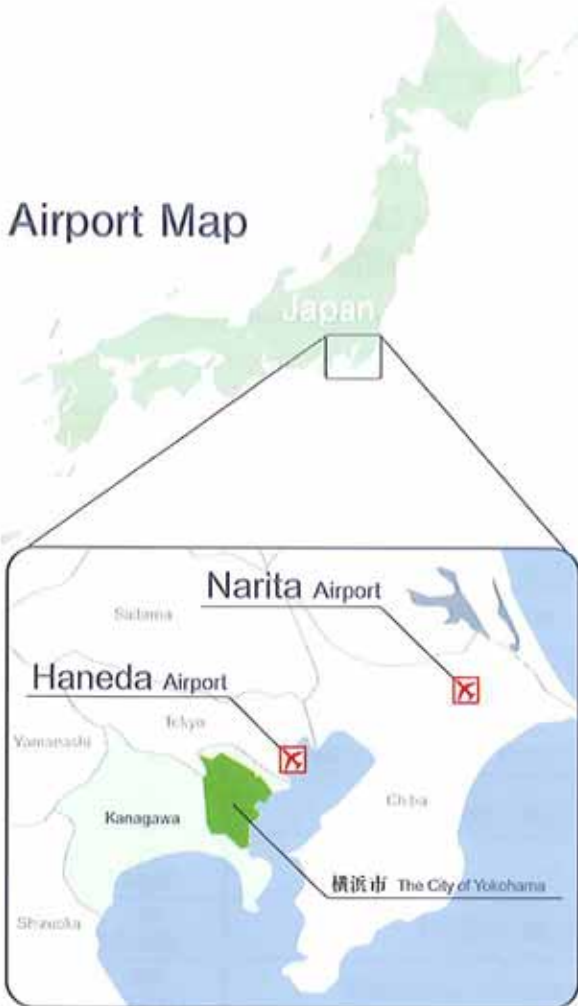 Airport Map
Japan
Narita Airport
Saitama
Haneda Airport
Tokyo
Yamanashi
Chiba
Kanagawa
横浜市 The City of Yokohama
Shizuoka